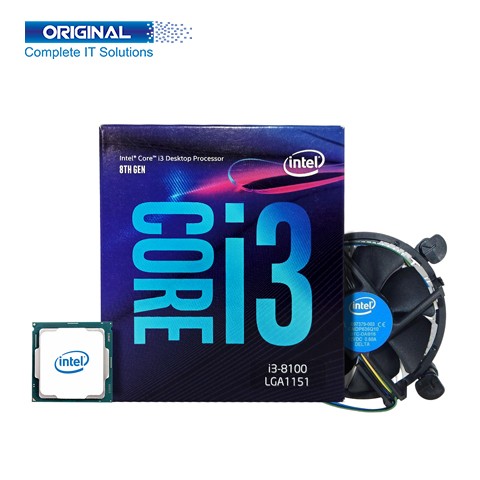 ORIGINAL
Complete IT Solutions
Intel® Core™ i3 Desktop Processor
8TH GEN
intel
CORE i3
i3-8100
LGA1151
intel
intel
DELTA